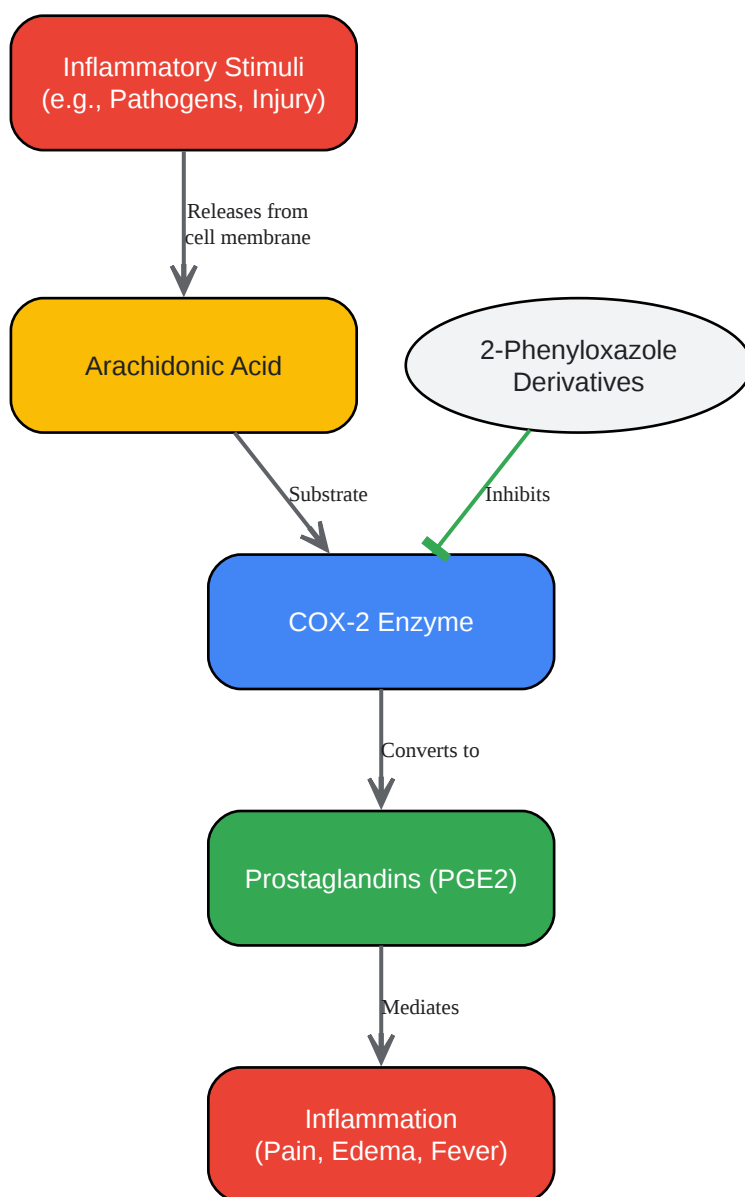 Inflammatory Stimuli
(e.g., Pathogens, Injury)
Releases from
cell membrane
Arachidonic Acid
2-Phenyloxazole
Derivatives
Substrate
Inhibits
COX-2 Enzyme
Converts to
Prostaglandins (PGE2)
Mediates
Inflammation
(Pain, Edema, Fever)